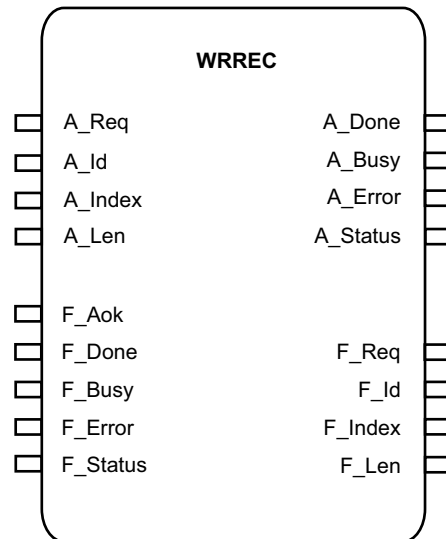 WRREC
A_Req A_Done
A_Id A_Busy
A_Index A_Error
A_Len A_Status
F_Aok
F_Done F_Req
F_Busy F_Id
F_Error F_Index
F_Status F_Len